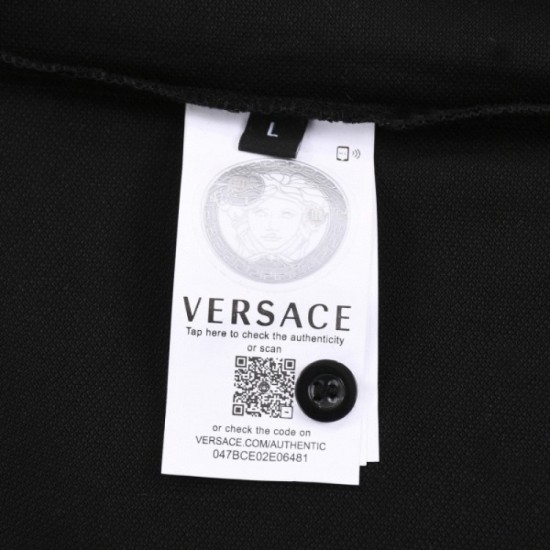 L
VERSACE
Tap here to check the authenticity
or scan
or check the code on
VERSACE.COM/AUTHENTIC
047BCE02E06481